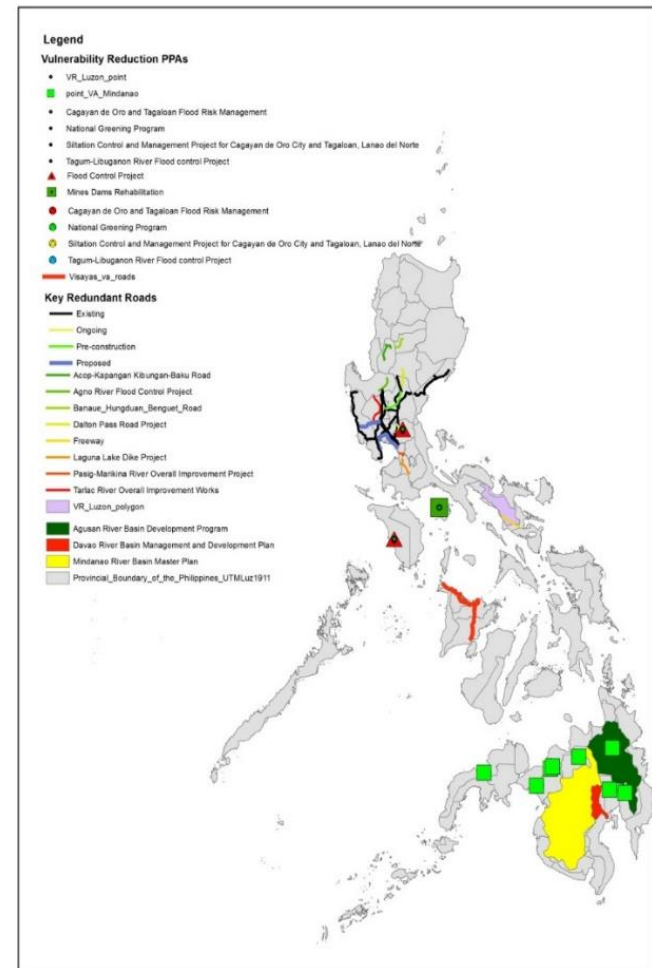 Legend
Vulnerability Reduction PPAs
VR_Luzon_point
point_VA_Mindanao
Cagayan de Oro and Tagaloan Flood Risk Management
National Greening Program
Siltation Control and Management Project for Cagayan de Oro City and Tagaloan, Lanao del Norte
Tagum-Libuganon River Flood control Project
Flood Control Project
Mines Dams Rehabilitation
Cagayan de Oro and Tagaloan Flood Risk Management
National Greening Program
Siltation Control and Management Project for Cagayan de Oro City and Tagaloan, Lanao del Norte
Tagum-Libuganon River Flood control Project
Visayas_va_roads
Key Redundant Roads
Existing
Ongoing
Pre-construction
Proposed
Acop-Kapangan Kibungan-Baku Road
Agno River Flood Control Project
Banaue_Hungduan_Benguet_Road
Dalton Pass Road Project
Freeway
Laguna Lake Dike Project
Pasig-Marikina River Overall Improvement Project
Tarlac River Overall Improvement Works
VR_Luzon_polygon
Agusan River Basin Development Program
Davao River Basin Management and Development Plan
Mindanao River Basin Master Plan
Provincial_Boundary_of_the_Philippines_UTMLuz1911